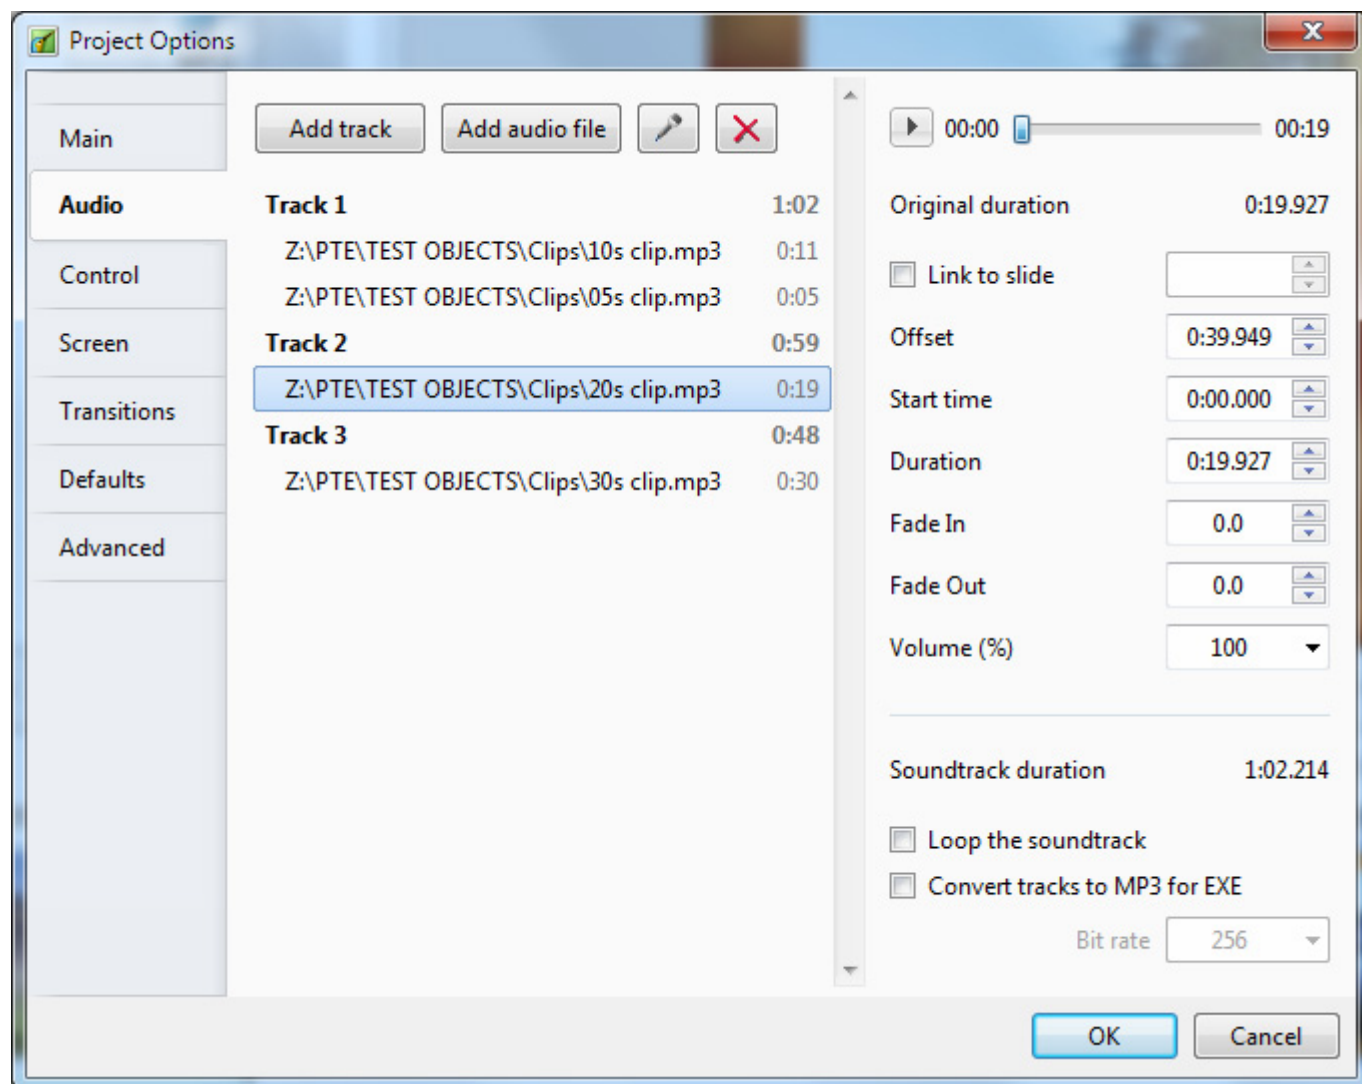 Project Options
Main
Audio
Control
Screen
Transitions
Defaults
Advanced
Add track Add audio file
Track 1 1:02
Z:\PTE\TEST OBJECTS\Clips\10s clip.mp3 0:11
Z:\PTE\TEST OBJECTS\Clips\05s clip.mp3 0:05
Track 2 0:59
Z:\PTE\TEST OBJECTS\Clips\20s clip.mp3 0:19
Track 3 0:48
Z:\PTE\TEST OBJECTS\Clips\30s clip.mp3 0:30
00:00 00:19
Original duration 0:19.927
Link to slide
Offset 0:39.949
Start time 0:00.000
Duration 0:19.927
Fade In 0.0
Fade Out 0.0
Volume (%) 100
Soundtrack duration 1:02.214
Loop the soundtrack
Convert tracks to MP3 for EXE
Bit rate 256
OK Cancel